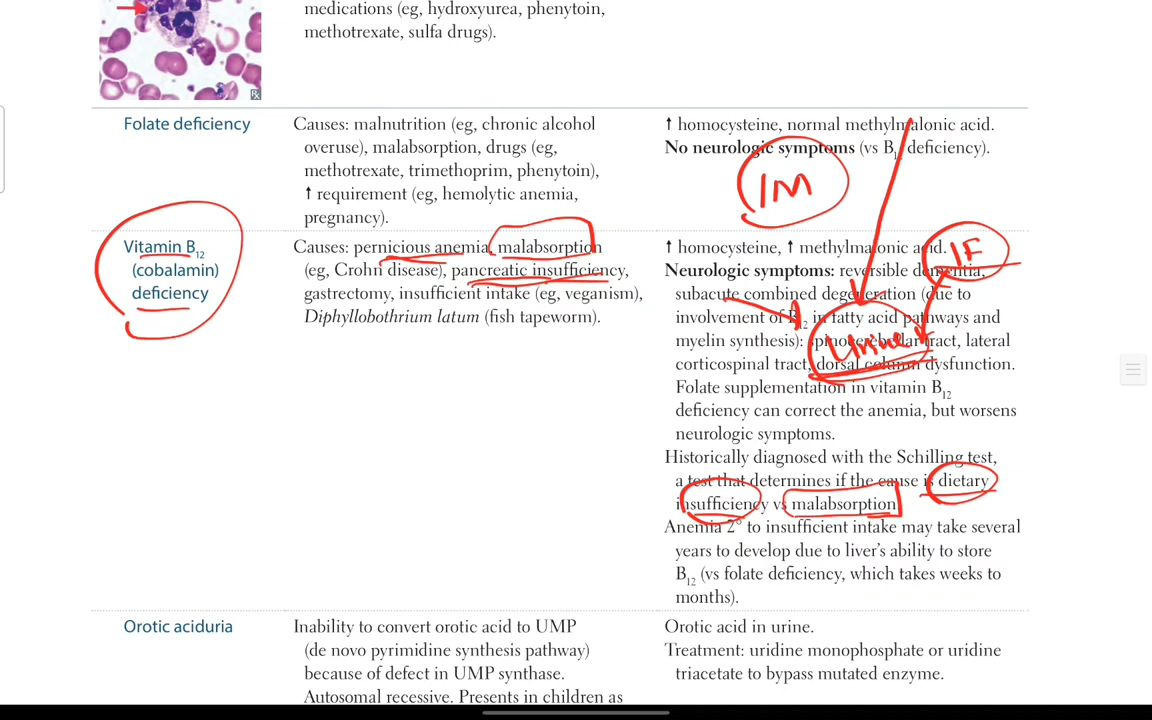 medications (eg, hydroxyurea, phenytoin,
methotrexate, sulfa drugs).
Folate deficiency
Causes: malnutrition (eg, chronic alcohol
overuse), malabsorption, drugs (eg,
methotrexate, trimethoprim, phenytoin),
↑ requirement (eg, hemolytic anemia,
pregnancy).
↑ homocysteine, normal methylmalonic acid.
No neurologic symptoms (vs B12 deficiency).
IM
Vitamin B12
(cobalamin)
deficiency
Causes: pernicious anemia, malabsorption
(eg, Crohn disease), pancreatic insufficiency,
gastrectomy, insufficient intake (eg, veganism),
Diphyllobothrium latum (fish tapeworm).
↑ homocysteine, ↑ methylmalonic acid.
IF
Neurologic symptoms: reversible dementia,
subacute combined degeneration (due to
involvement of B12 in fatty acid pathways and
myelin synthesis): spinocerebellar tract, lateral
Urine
corticospinal tract, dorsal column dysfunction.
Folate supplementation in vitamin B12
deficiency can correct the anemia, but worsens
neurologic symptoms.
Historically diagnosed with the Schilling test,
a test that determines if the cause is dietary
insufficiency vs malabsorption.
Anemia 2° to insufficient intake may take several
years to develop due to liver's ability to store
B12 (vs folate deficiency, which takes weeks to
months).
Orotic aciduria
Inability to convert orotic acid to UMP
(de novo pyrimidine synthesis pathway)
because of defect in UMP synthase.
Autosomal recessive. Presents in children as
Orotic acid in urine.
Treatment: uridine monophosphate or uridine
triacetate to bypass mutated enzyme.